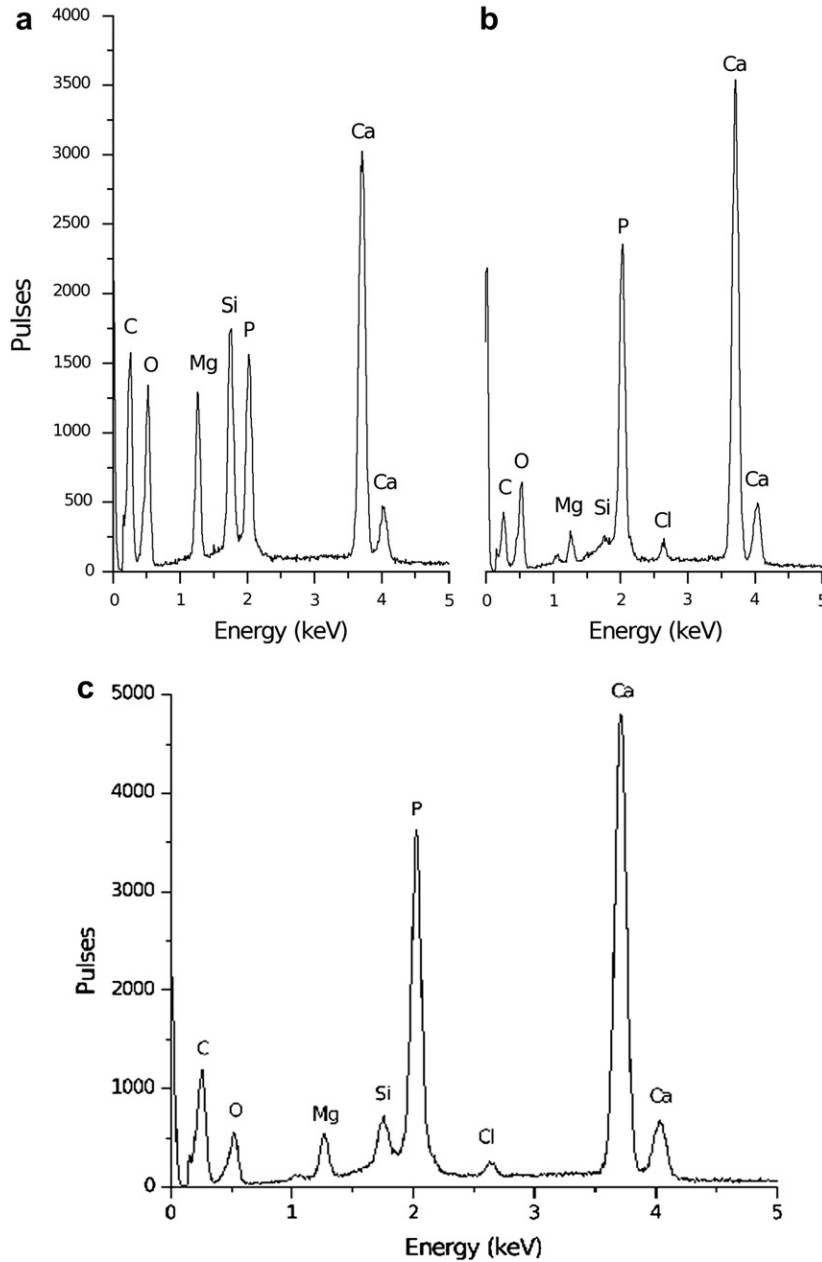 a
4000
3500
3000
2500
2000
1500
1000
500
0
Pulses
C
O
Mg
Si
P
Ca
Ca
0 1 2 3 4 5
Energy (keV)
b
C
O
Mg
Si
P
Cl
Ca
Ca
0 1 2 3 4 5
Energy (keV)
c
5000
4000
3000
2000
1000
0
Pulses
C
O
Mg
Si
P
Cl
Ca
Ca
0 1 2 3 4 5
Energy (keV)